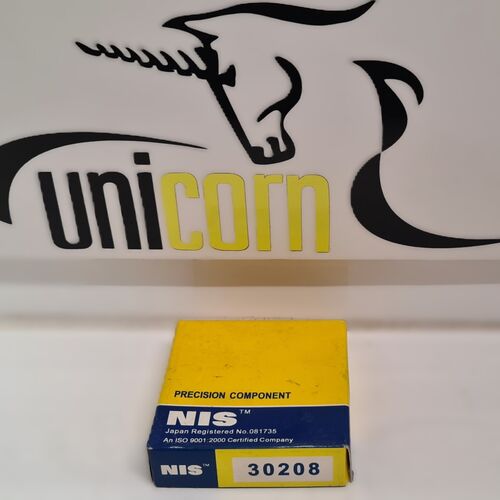 unicorn
PRECISION COMPONENT
NIS™
Japan Registered No.081735
An ISO 9001:2000 Certified Company
NIS™ 30208